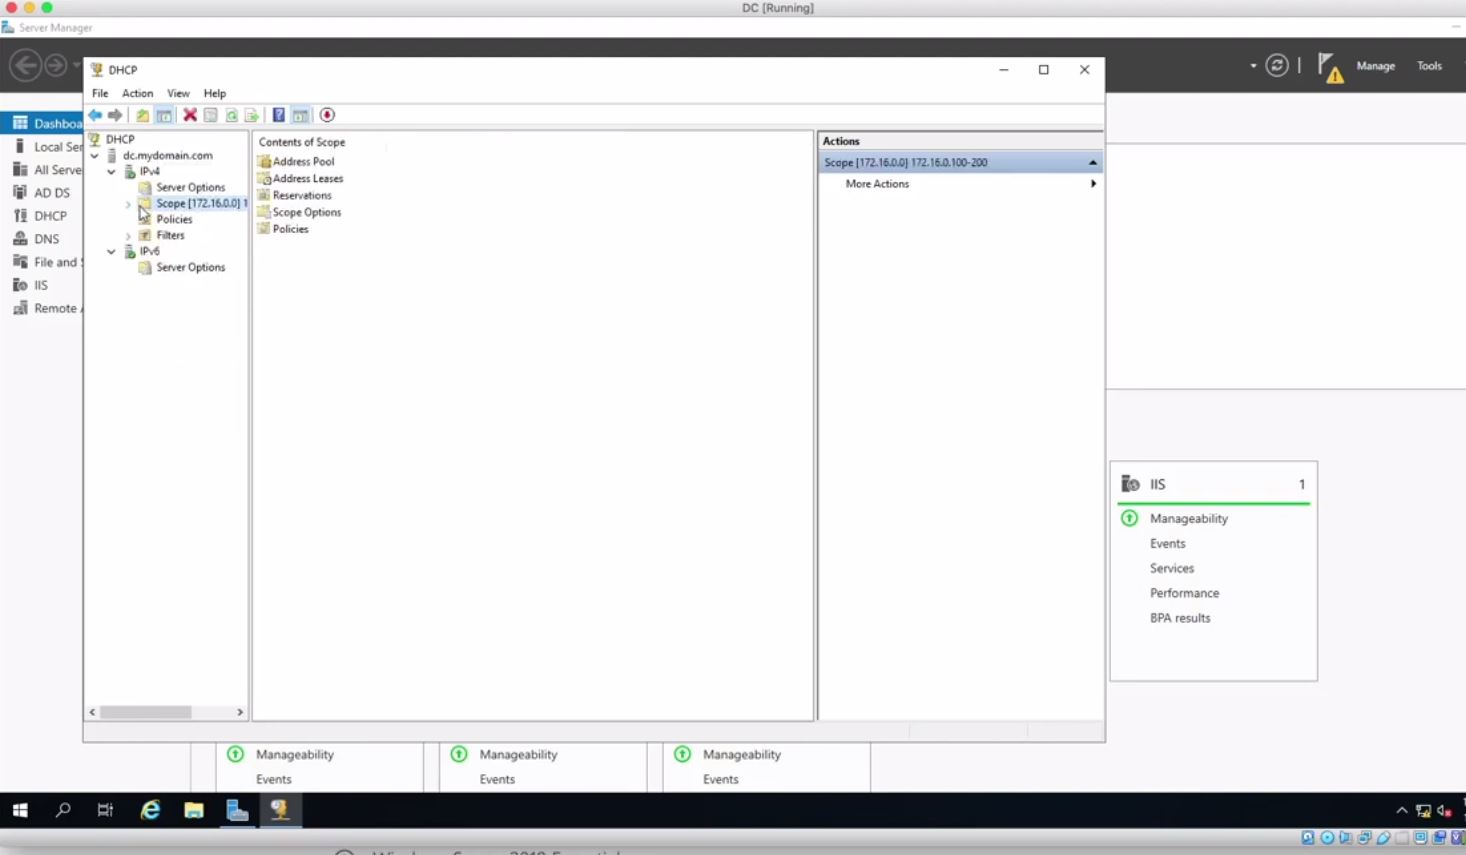 DC [Running]
Server Manager
Manage
Tools
DHCP
File Action View Help
DHCP
dc.mydomain.com
IPv4
Server Options
Scope [172.16.0.0] 1
Policies
Filters
IPv6
Server Options
Contents of Scope
Address Pool
Address Leases
Reservations
Scope Options
Policies
Actions
Scope [172.16.0.0] 172.16.0.100-200
More Actions
Dashboa
Local Ser
All Serve
AD DS
DHCP
DNS
File and S
IIS
Remote A
IIS 1
Manageability
Events
Services
Performance
BPA results
Manageability
Events
Manageability
Events
Manageability
Events